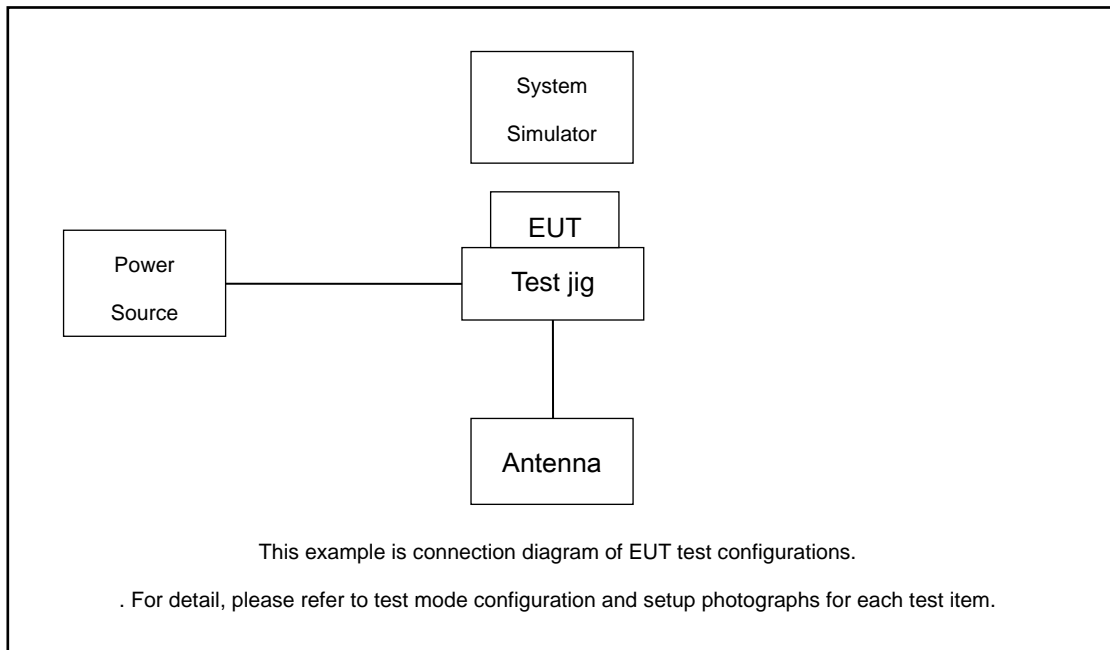 System
Simulator
EUT
Power
Source
Test jig
Antenna
This example is connection diagram of EUT test configurations.
. For detail, please refer to test mode configuration and setup photographs for each test item.